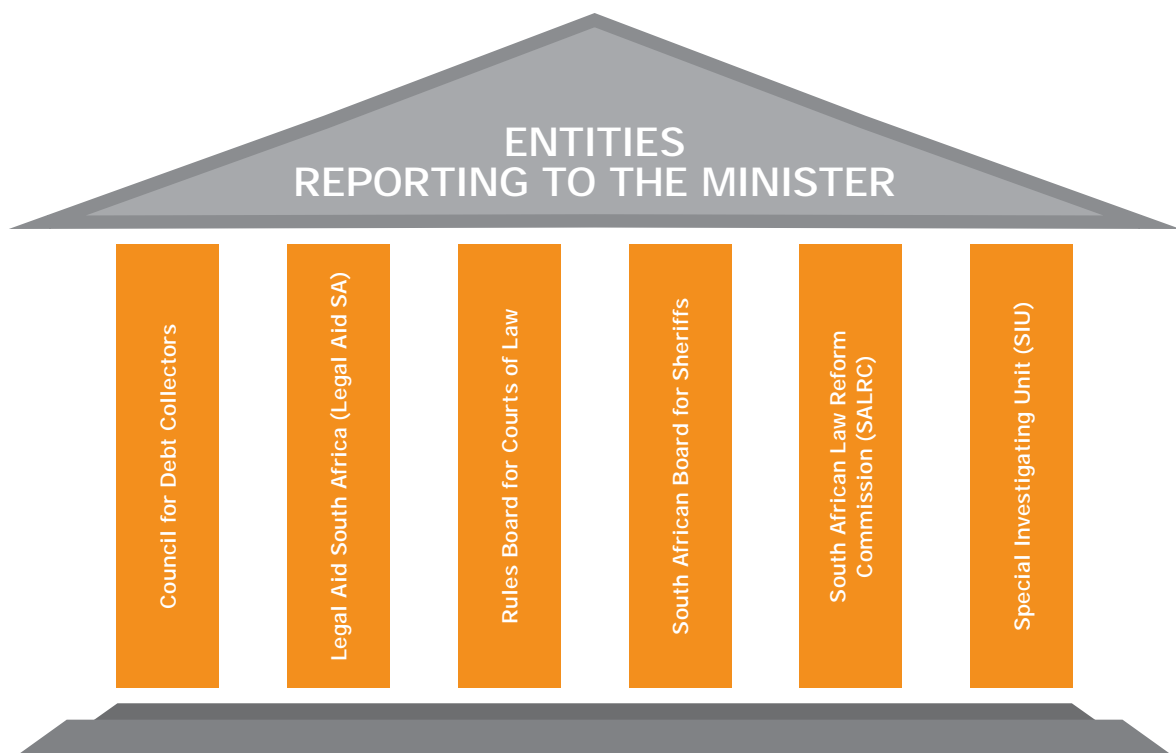 ENTITIES
REPORTING TO THE MINISTER
Council for Debt Collectors
Legal Aid South Africa (Legal Aid SA)
Rules Board for Courts of Law
South African Board for Sheriffs
South African Law Reform
Commission (SALRC)
Special Investigating Unit (SIU)